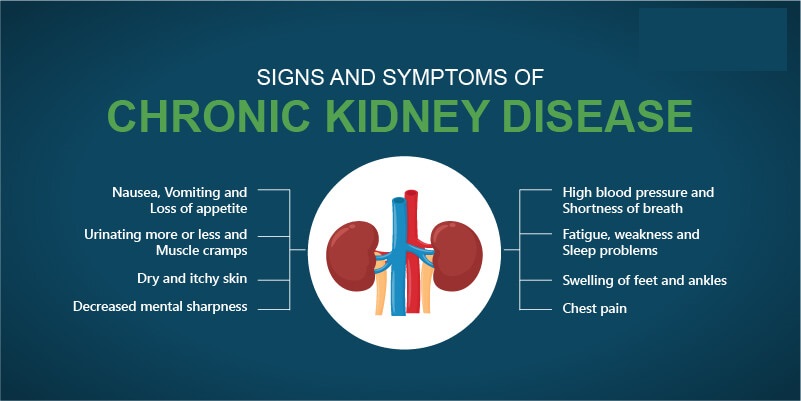 SIGNS AND SYMPTOMS OF
CHRONIC KIDNEY DISEASE
Nausea, Vomiting and
Loss of appetite
Urinating more or less and
Muscle cramps
Dry and itchy skin
Decreased mental sharpness
High blood pressure and
Shortness of breath
Fatigue, weakness and
Sleep problems
Swelling of feet and ankles
Chest pain